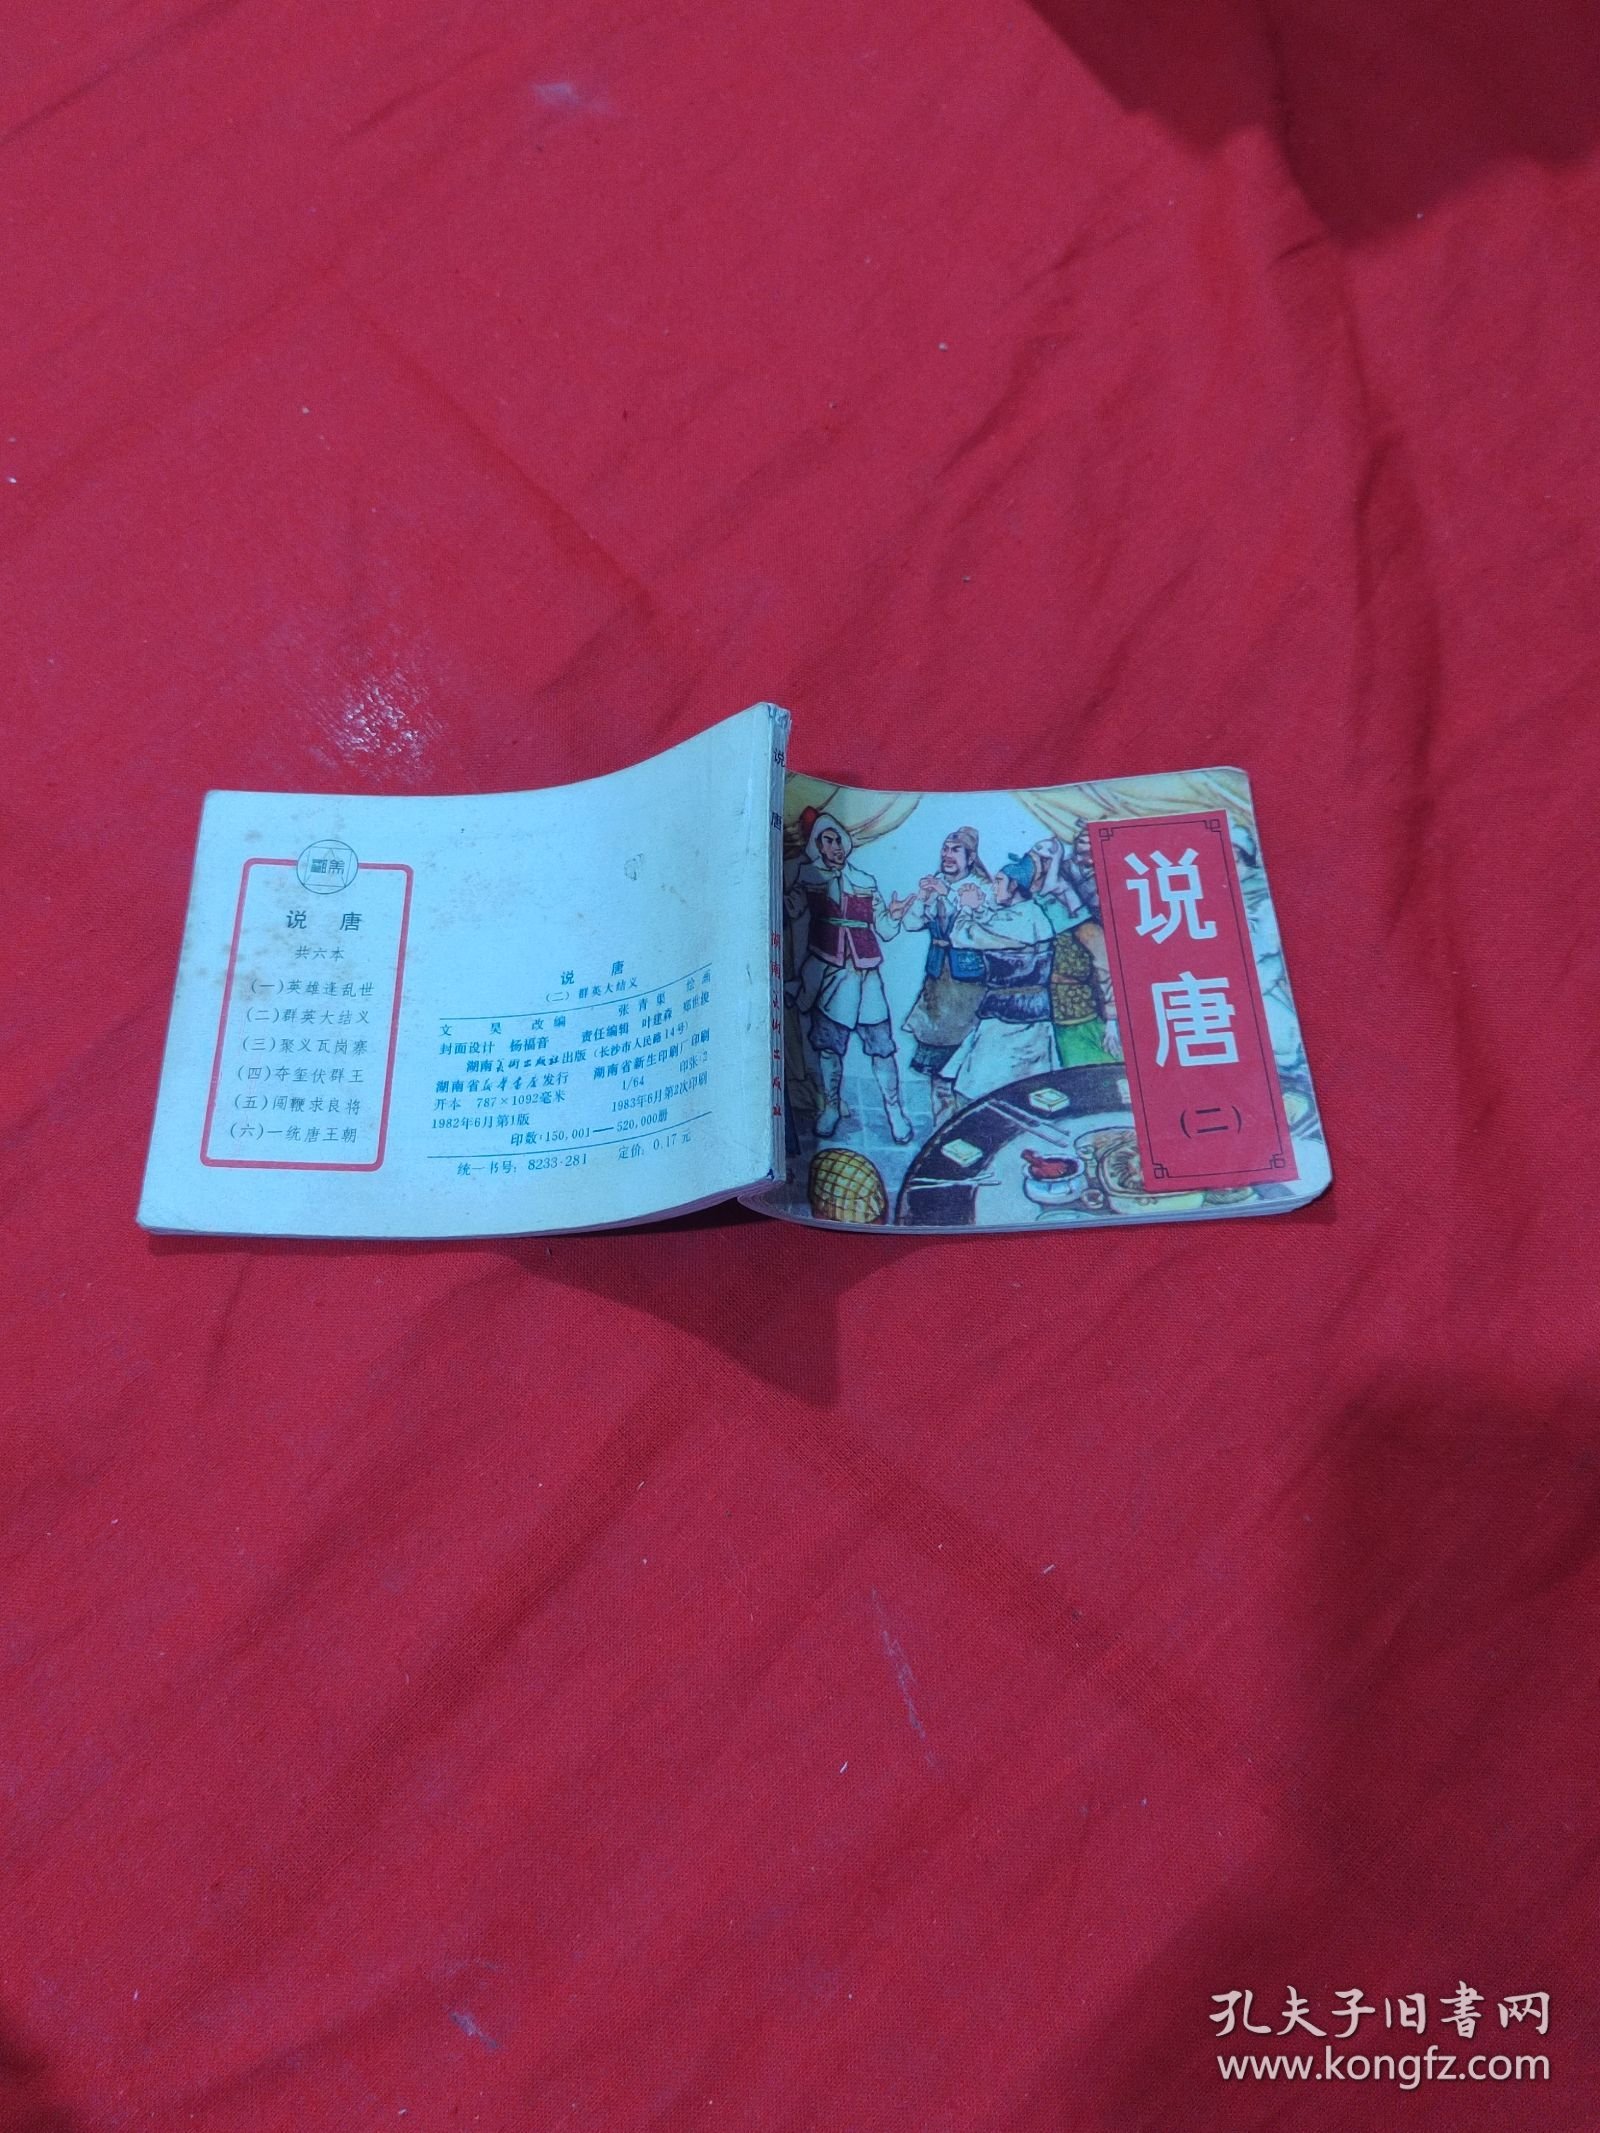 说唐
共六本
(一)英雄逢乱世
(二)群英大结义
(三)聚义瓦岗寨
(四)夺玺伏群王
(五)闯鞭求良将
(六)一统唐王朝
说唐
(二)群英大结义
文昊 改编 张青渠 绘画
封面设计 杨福音 责任编辑 叶建森 郑世俊
湖南美术出版社出版(长沙市人民路14号)
湖南省新华书店发行 湖南省新生印刷厂印刷
开本 787×1092毫米 1/64 印张:2
1982年6月第1版 1983年6月第2次印刷
印数:150,001—520,000册
统一书号:8233·281 定价:0.17元
说唐 湖南美术出版社
说唐
(二)
孔夫子旧书网
www.kongfz.com